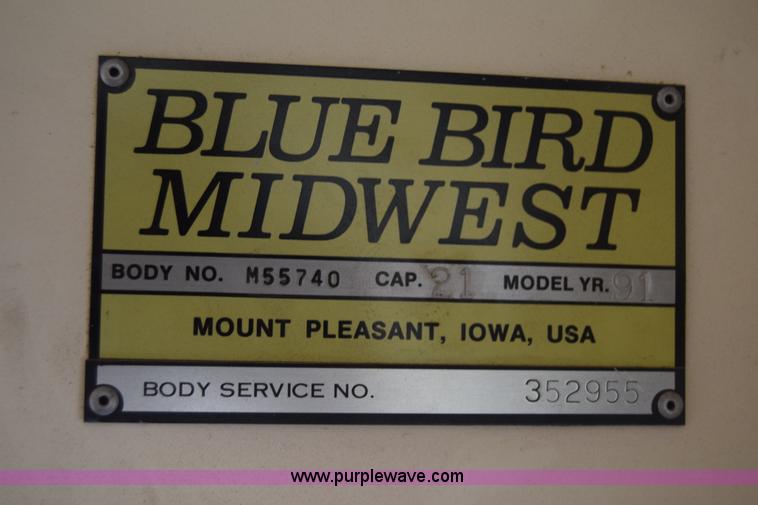 BLUE BIRD
MIDWEST
BODY NO. M55740 CAP. 21 MODEL YR. 91
MOUNT PLEASANT, IOWA, USA
BODY SERVICE NO. 352955
www.purplewave.com